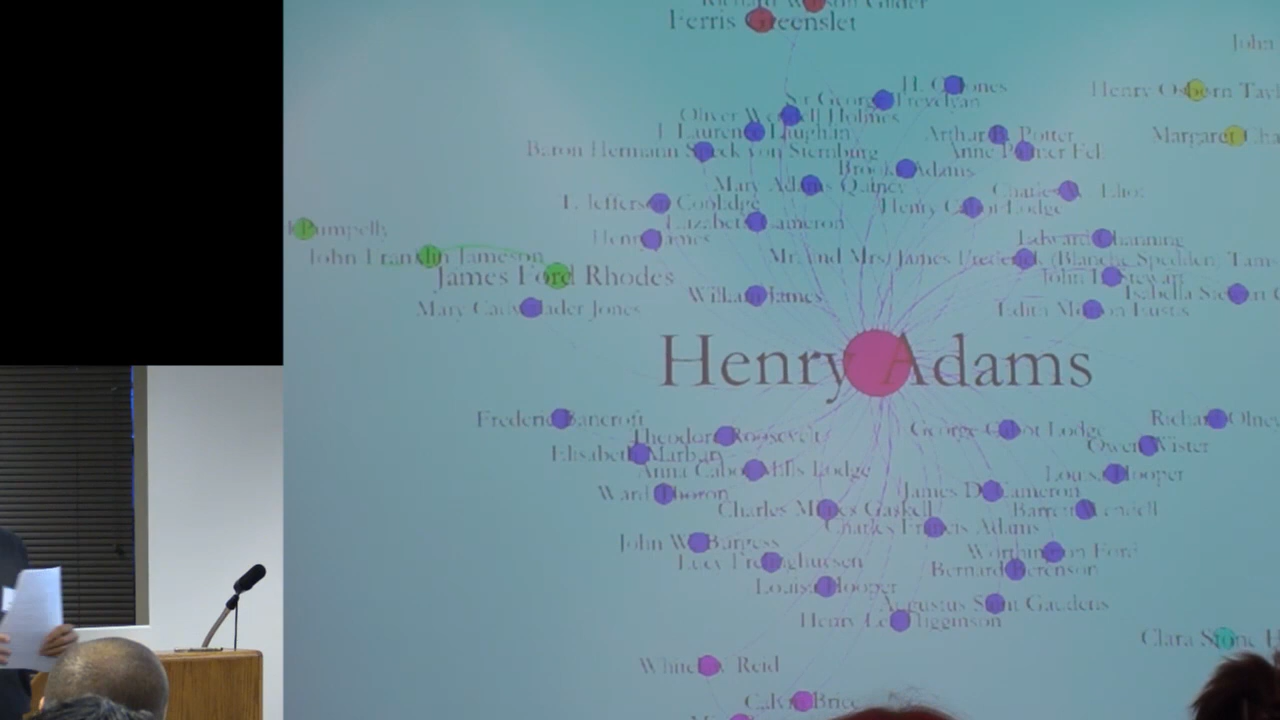 Ferris Greenslet
John
H. C. Jones
Henry Osborn Tayl
Sir George Trevelyan
Oliver Wendell Holmes
J. Laurence Laughlin
Arthur Potter
Margaret Cha
Baron Hermann Speck von Sternburg
Anne Palmer Fell
Brooks Adams
Mary Adams Quincy
Charles W. Eliot
T. Jefferson Coolidge
Henry Cabot Lodge
Elizabeth Cameron
Pumpelly
Henry James
Edward Channing
John Franklin Jameson
Mr. and Mrs. James Frederick (Blanche Spedden) Tams
James Ford Rhodes
John Stewart
William James
Isabella Stewart G
Mary Cadwalader Jones
Edith Morton Eustis
Henry Adams
Frederic Bancroft
Richard Olney
Theodore Roosevelt
George Cabot Lodge
Owen Wister
Elisabeth Marbury
Anna Cabot Mills Lodge
Louisa Hooper
Ward Thoron
James D. Cameron
Charles Milnes Gaskell
Barrett Wendell
Charles Francis Adams
John W. Burgess
Worthington Ford
Lucy Frelinghuysen
Bernard Berenson
Louisa Hooper
Augustus Saint Gaudens
Henry Lee Higginson
Clara Stone H
Whitelaw Reid
Calvin Brice